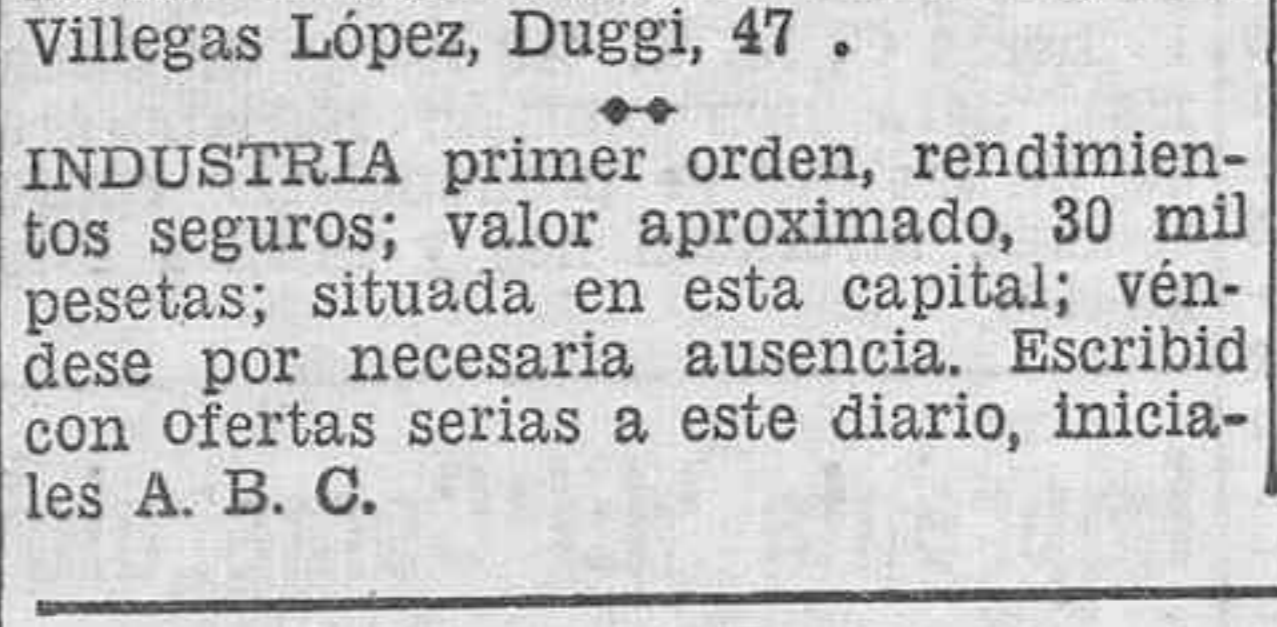 Villegas López, Duggi, 47 .
INDUSTRIA primer orden, rendimien-
tos seguros; valor aproximado, 30 mil
pesetas; situada en esta capital; vén-
dese por necesaria ausencia. Escribid
con ofertas serias a este diario, inicia-
les A. B. C.